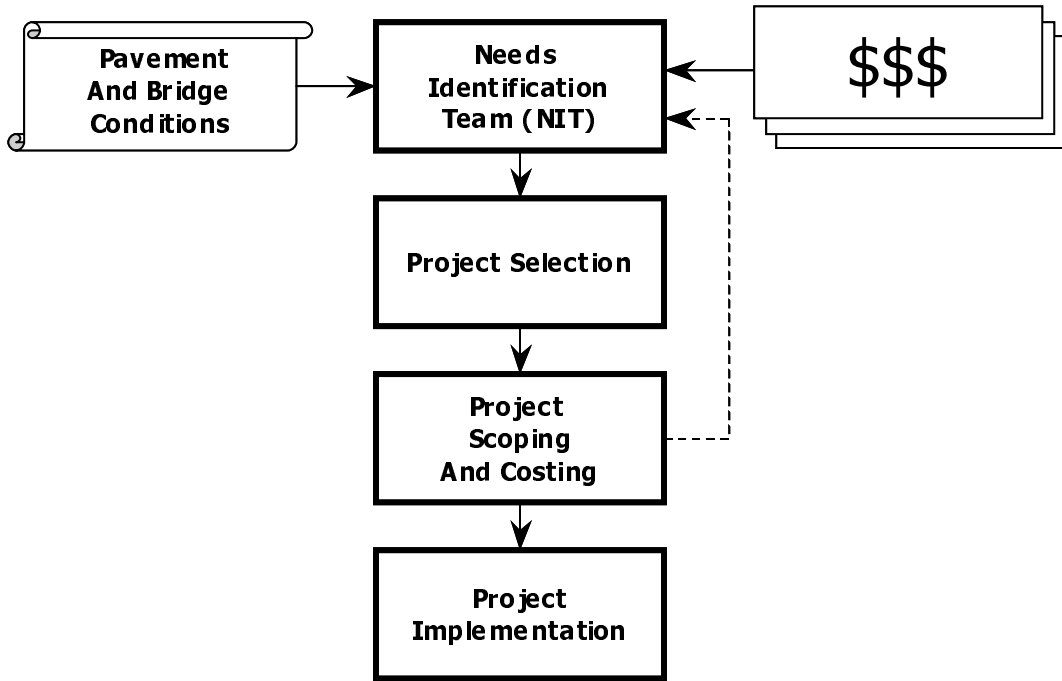 Pavement
And Bridge
Conditions
Needs
Identification
Team (NIT)
$$$
Project Selection
Project
Scoping
And Costing
Project
Implementation